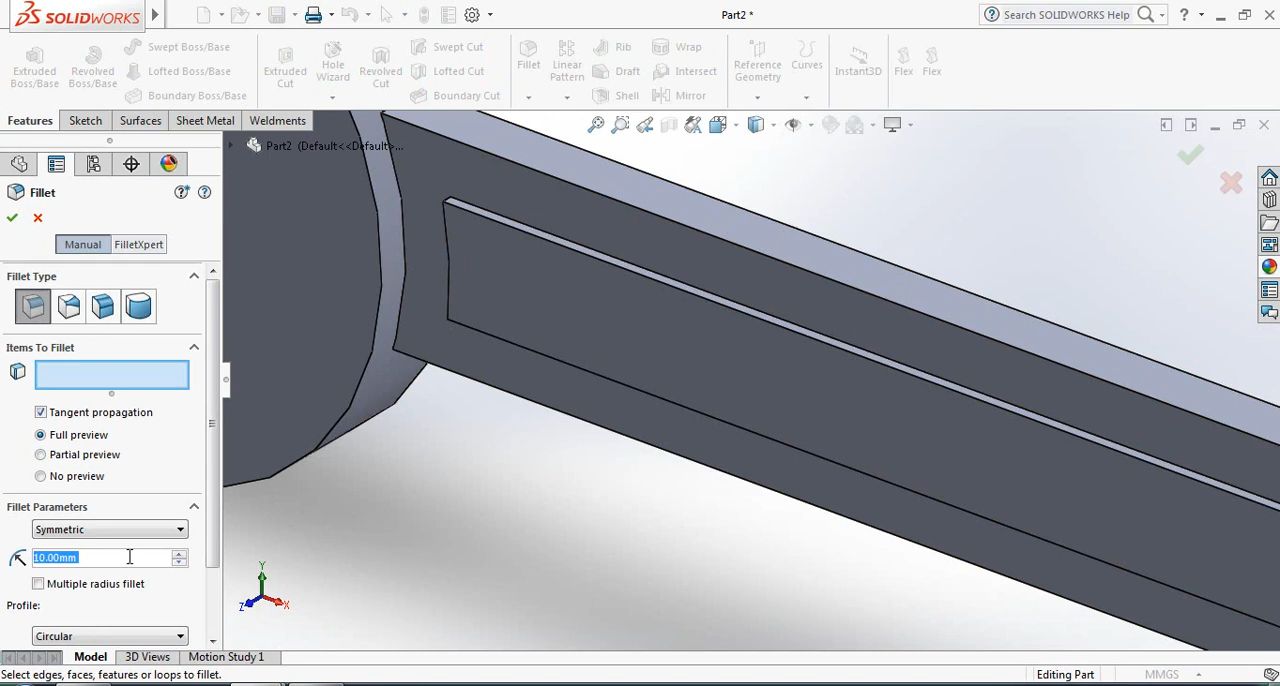 SOLIDWORKS
Part2 *
Search SOLIDWORKS Help
Extruded Boss/Base
Revolved Boss/Base
Swept Boss/Base
Lofted Boss/Base
Boundary Boss/Base
Extruded Cut
Hole Wizard
Revolved Cut
Swept Cut
Lofted Cut
Boundary Cut
Fillet
Linear Pattern
Rib
Draft
Shell
Wrap
Intersect
Mirror
Reference Geometry
Curves
Instant3D
Flex
Flex
Features
Sketch
Surfaces
Sheet Metal
Weldments
Part2 (Default<<Default>...
Fillet
Manual
FilletXpert
Fillet Type
Items To Fillet
Tangent propagation
Full preview
Partial preview
No preview
Fillet Parameters
Symmetric
10.00mm
Multiple radius fillet
Profile:
Circular
Y
Z
X
Model
3D Views
Motion Study 1
Select edges, faces, features or loops to fillet.
Editing Part
MMGS